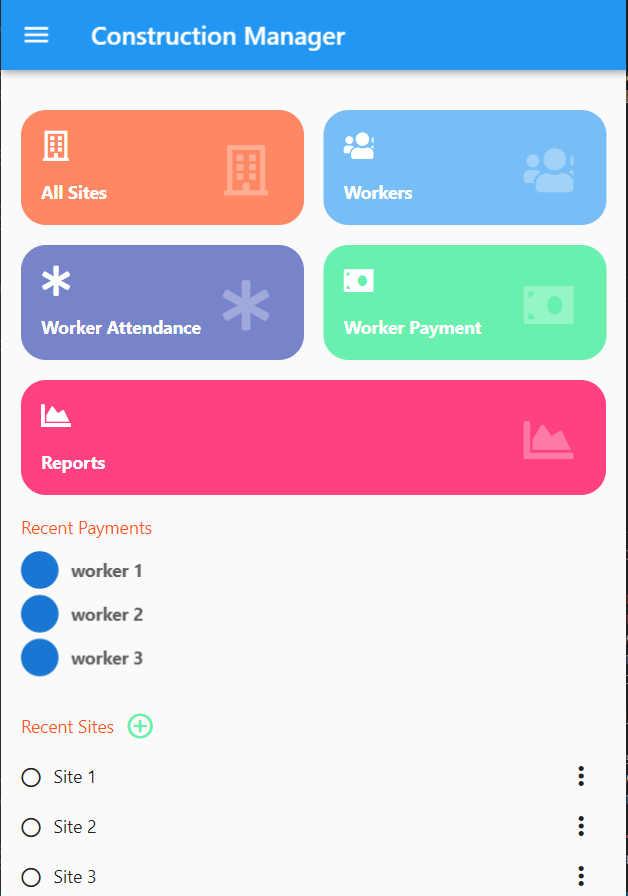 Construction Manager
All Sites
Workers
Worker Attendance
Worker Payment
Reports
Recent Payments
worker 1
worker 2
worker 3
Recent Sites
Site 1
Site 2
Site 3